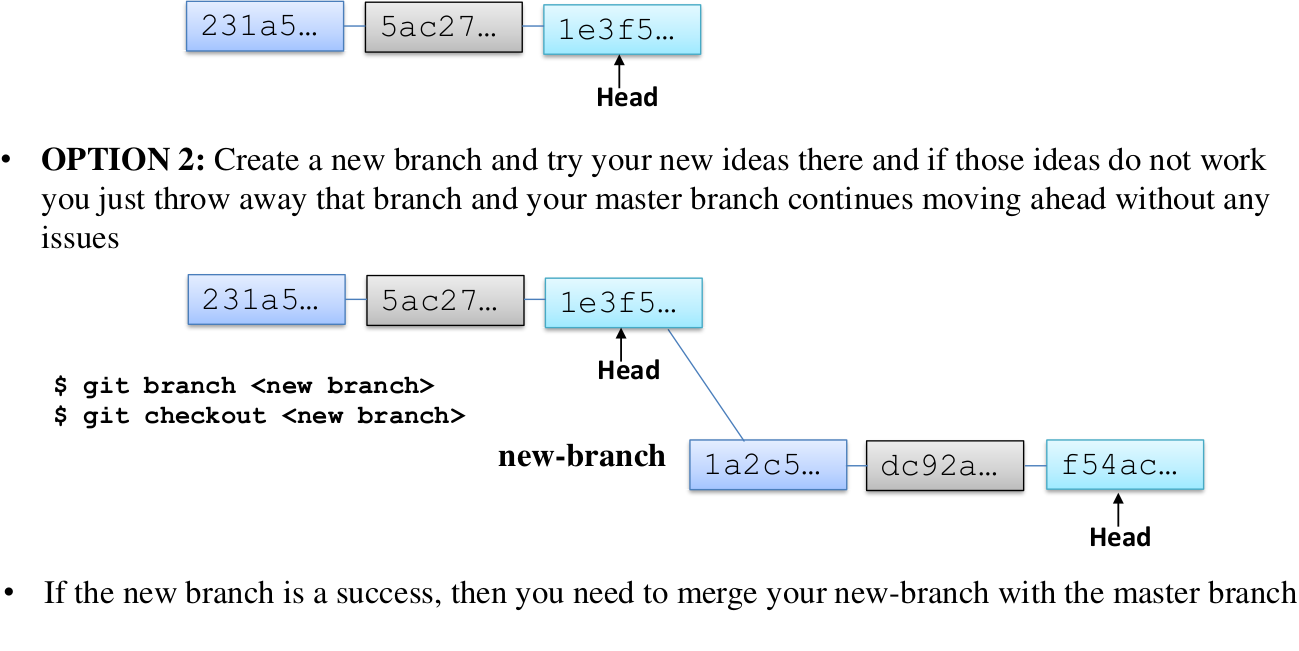 231a5… 5ac27… 1e3f5…
Head
• OPTION 2: Create a new branch and try your new ideas there and if those ideas do not work
you just throw away that branch and your master branch continues moving ahead without any
issues
231a5… 5ac27… 1e3f5…
Head
$ git branch <new branch>
$ git checkout <new branch>
new-branch 1a2c5… dc92a… f54ac…
Head
• If the new branch is a success, then you need to merge your new-branch with the master branch